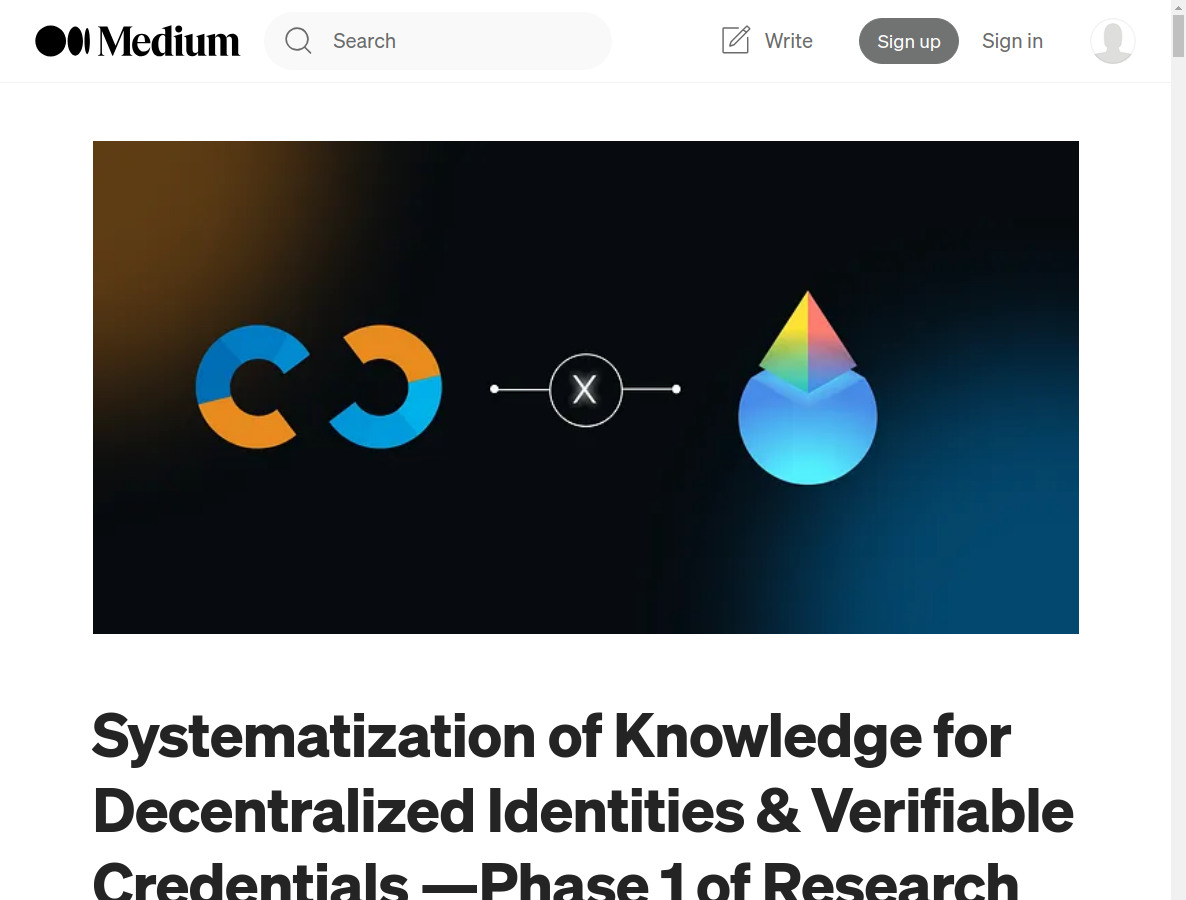 Medium
Search
Write
Sign up
Sign in
X
Systematization of Knowledge for
Decentralized Identities & Verifiable
Credentials —Phase 1 of Research